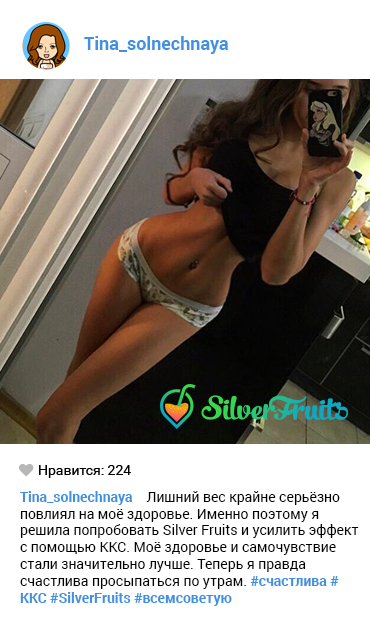 Tina_solnechnaya
SilverFruits
Нравится: 224
Tina_solnechnaya Лишний вес крайне серьёзно
повлиял на моё здоровье. Именно поэтому я
решила попробовать Silver Fruits и усилить эффект
с помощью ККС. Моё здоровье и самочувствие
стали значительно лучше. Теперь я правда
счастлива просыпаться по утрам. #счастлива #
ККС #SilverFruits #всемсоветую